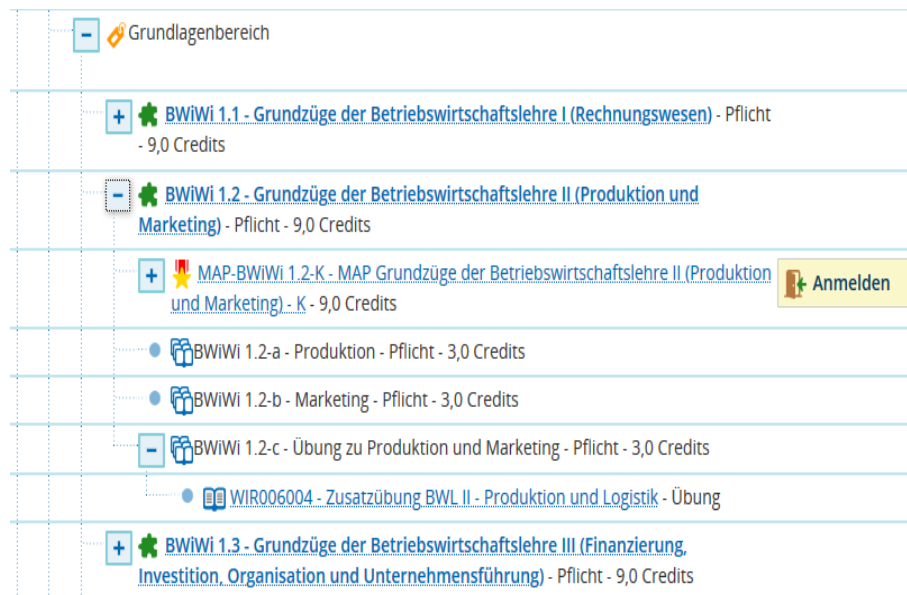 Grundlagenbereich
BWiWi 1.1 - Grundzüge der Betriebswirtschaftslehre I (Rechnungswesen) - Pflicht
- 9,0 Credits
BWiWi 1.2 - Grundzüge der Betriebswirtschaftslehre II (Produktion und
Marketing) - Pflicht - 9,0 Credits
MAP-BWiWi 1.2-K - MAP Grundzüge der Betriebswirtschaftslehre II (Produktion
und Marketing) - K - 9,0 Credits
Anmelden
BWiWi 1.2-a - Produktion - Pflicht - 3,0 Credits
BWiWi 1.2-b - Marketing - Pflicht - 3,0 Credits
BWiWi 1.2-c - Übung zu Produktion und Marketing - Pflicht - 3,0 Credits
WIR006004 - Zusatzübung BWL II - Produktion und Logistik - Übung
BWiWi 1.3 - Grundzüge der Betriebswirtschaftslehre III (Finanzierung,
Investition, Organisation und Unternehmensführung) - Pflicht - 9,0 Credits